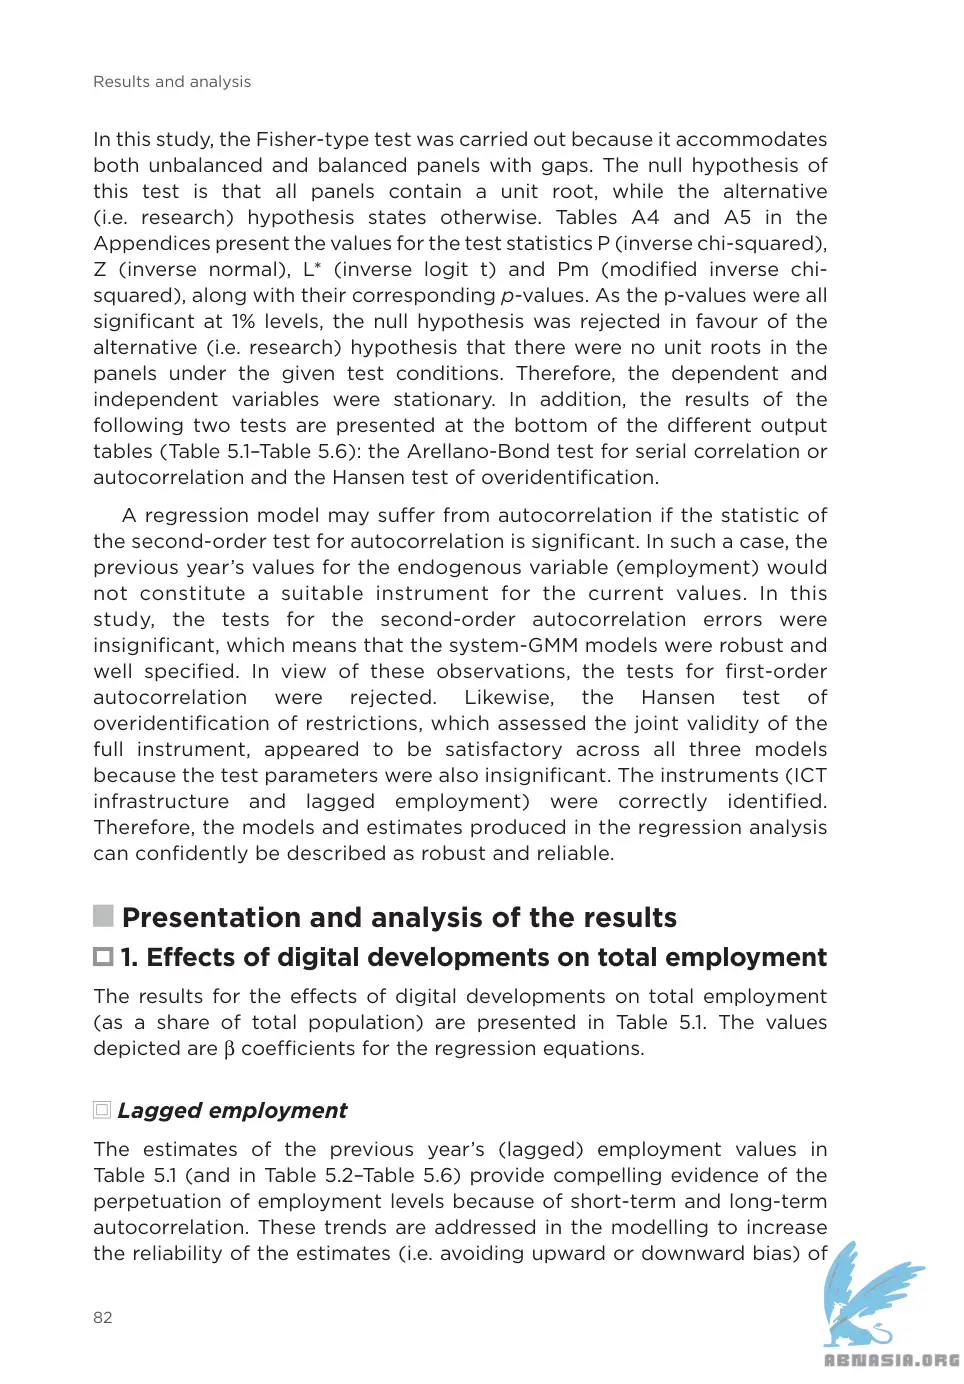 Results and analysis
In this study, the Fisher-type test was carried out because it accommodates
both unbalanced and balanced panels with gaps. The null hypothesis of
this test is that all panels contain a unit root, while the alternative
(i.e. research) hypothesis states otherwise. Tables A4 and A5 in the
Appendices present the values for the test statistics P (inverse chi-squared),
Z (inverse normal), L* (inverse logit t) and Pm (modified inverse chi-
squared), along with their corresponding p-values. As the p-values were all
significant at 1% levels, the null hypothesis was rejected in favour of the
alternative (i.e. research) hypothesis that there were no unit roots in the
panels under the given test conditions. Therefore, the dependent and
independent variables were stationary. In addition, the results of the
following two tests are presented at the bottom of the different output
tables (Table 5.1–Table 5.6): the Arellano-Bond test for serial correlation or
autocorrelation and the Hansen test of overidentification.
A regression model may suffer from autocorrelation if the statistic of
the second-order test for autocorrelation is significant. In such a case, the
previous year's values for the endogenous variable (employment) would
not constitute a suitable instrument for the current values. In this
study, the tests for the second-order autocorrelation errors were
insignificant, which means that the system-GMM models were robust and
well specified. In view of these observations, the tests for first-order
autocorrelation were rejected. Likewise, the Hansen test of
overidentification of restrictions, which assessed the joint validity of the
full instrument, appeared to be satisfactory across all three models
because the test parameters were also insignificant. The instruments (ICT
infrastructure and lagged employment) were correctly identified.
Therefore, the models and estimates produced in the regression analysis
can confidently be described as robust and reliable.
Presentation and analysis of the results
1. Effects of digital developments on total employment
The results for the effects of digital developments on total employment
(as a share of total population) are presented in Table 5.1. The values
depicted are β coefficients for the regression equations.
Lagged employment
The estimates of the previous year's (lagged) employment values in
Table 5.1 (and in Table 5.2–Table 5.6) provide compelling evidence of the
perpetuation of employment levels because of short-term and long-term
autocorrelation. These trends are addressed in the modelling to increase
the reliability of the estimates (i.e. avoiding upward or downward bias) of
82
ABNASIA.ORG